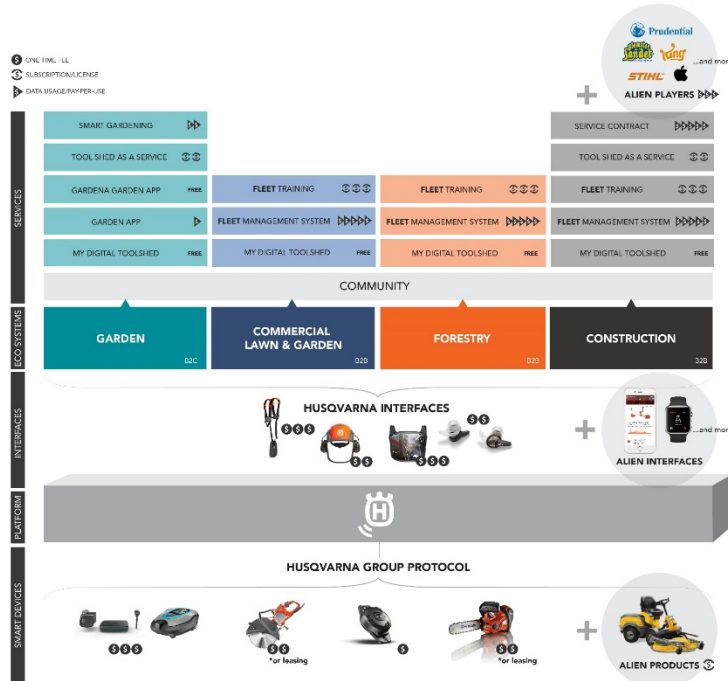 Prudential
King
...and mor
STIHL
ALIEN PLAYERS
$ ONE TIME FEE
SUBSCRIPTION/LICENSE
DATA USAGE/PAY-PER-USE
SERVICES
SMART GARDENING
SERVICE CONTRACT
TOOL SHED AS A SERVICE
TOOL SHED AS A SERVICE
GARDENA GARDEN APP FREE
FLEET TRAINING
FLEET TRAINING
FLEET TRAINING
GARDEN APP
FLEET MANAGEMENT SYSTEM
FLEET MANAGEMENT SYSTEM
FLEET MANAGEMENT SYSTEM
MY DIGITAL TOOLSHED FREE
MY DIGITAL TOOLSHED FREE
MY DIGITAL TOOLSHED FREE
MY DIGITAL TOOLSHED FREE
COMMUNITY
ECO SYSTEMS
GARDEN
B2C
COMMERCIAL
LAWN & GARDEN
B2B
FORESTRY
B2B
CONSTRUCTION
B2B
INTERFACES
HUSQVARNA INTERFACES
$$$
$$
$$$
$$
...and mor
ALIEN INTERFACES
PLATFORM
H
HUSQVARNA GROUP PROTOCOL
SMART DEVICES
$$$
$$
*or leasing
$
$$
*or leasing
ALIEN PRODUCTS